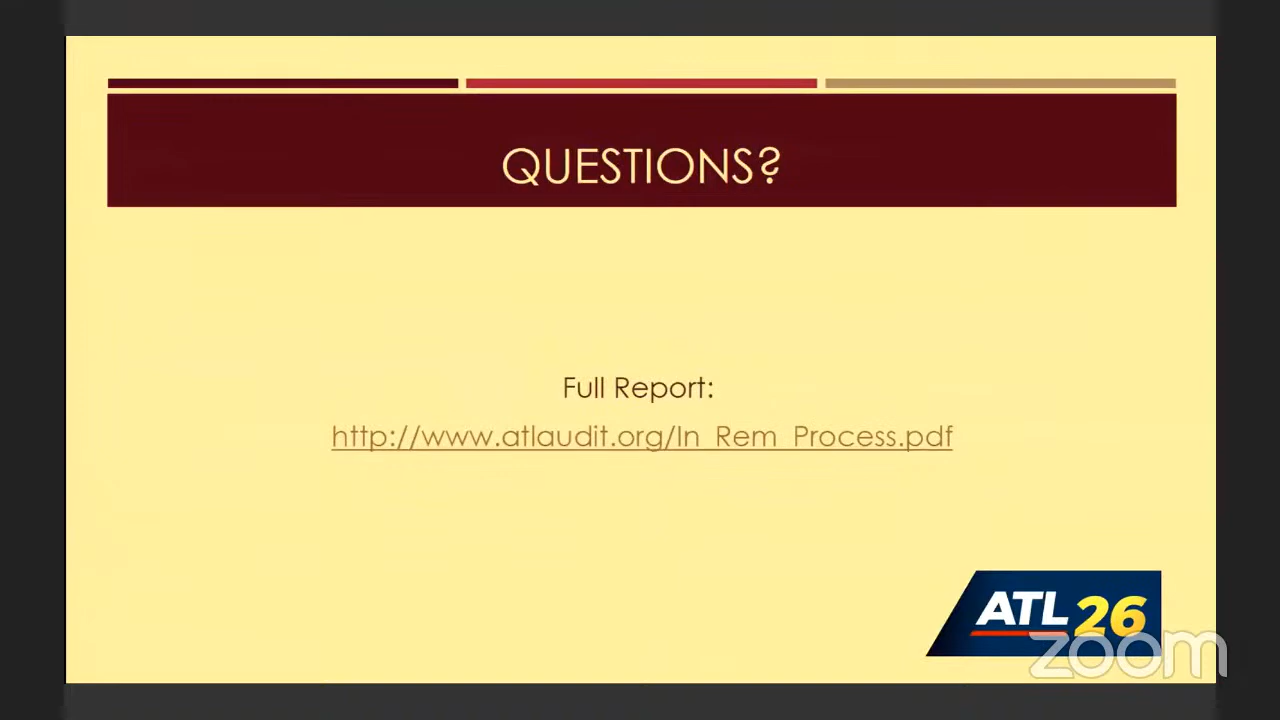 QUESTIONS?
Full Report:
http://www.atlaudit.org/In_Rem_Process.pdf
ATL 26
zoom